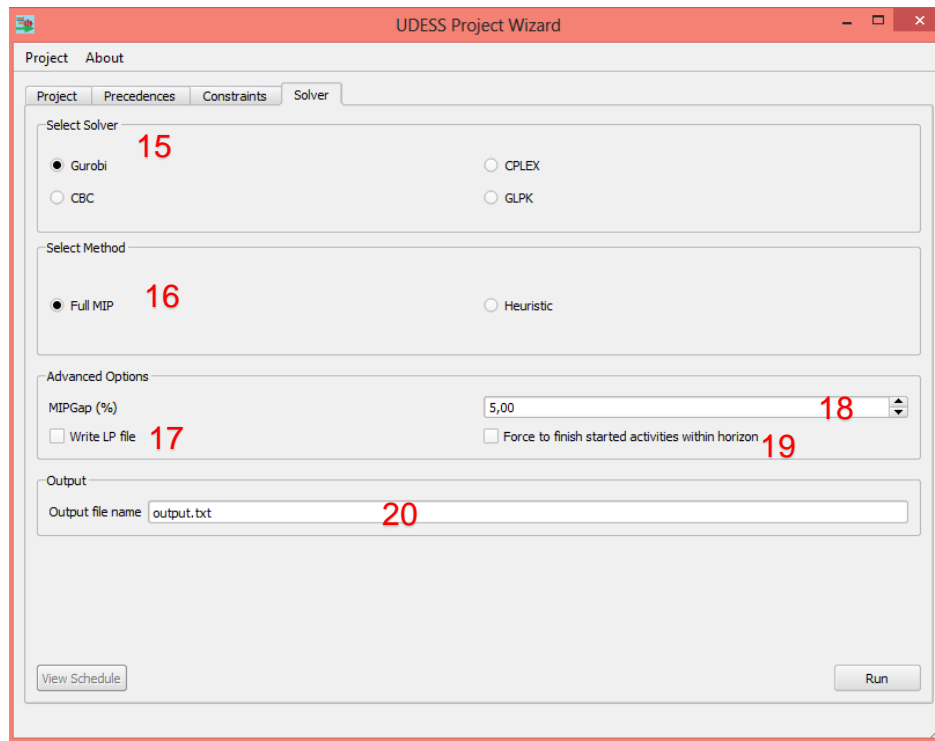 UDESS Project Wizard
Project About
Project Precedences Constraints Solver
Select Solver
15
Gurobi CPLEX
CBC GLPK
Select Method
Full MIP 16 Heuristic
Advanced Options
MIPGap (%) 5,00 18
Write LP file 17 Force to finish started activities within horizon 19
Output
Output file name output.txt 20
View Schedule Run